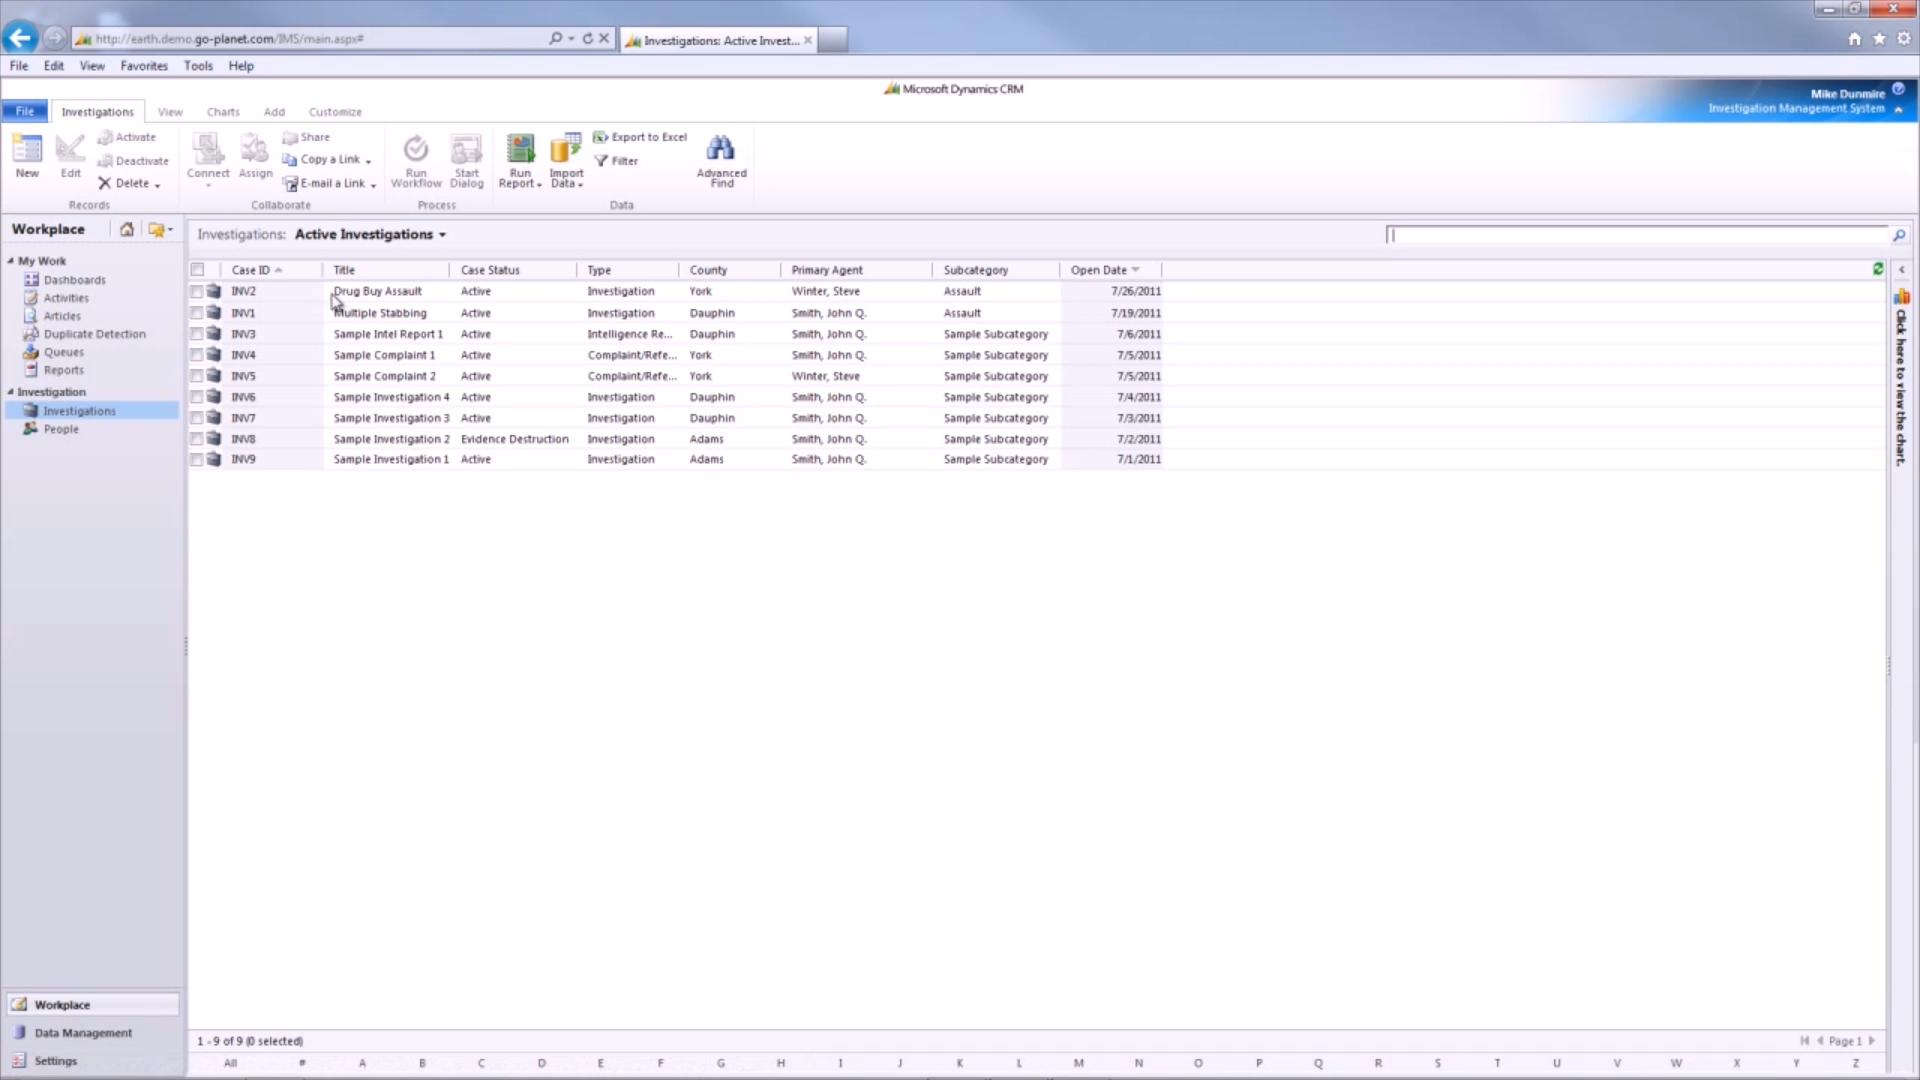 http://earth.demo.go-planet.com/IMS/main.aspx#
Investigations: Active Invest...
File Edit View Favorites Tools Help
Microsoft Dynamics CRM
Mike Dunmire
Investigation Management System
File Investigations View Charts Add Customize
New
Edit
Activate
Deactivate
Delete
Records
Connect
Assign
Share
Copy a Link
E-mail a Link
Collaborate
Run Workflow
Start Dialog
Process
Run Report
Import Data
Export to Excel
Filter
Advanced Find
Data
Workplace
My Work
Dashboards
Activities
Articles
Duplicate Detection
Queues
Reports
Investigation
Investigations
People
Investigations: Active Investigations
Case ID Title Case Status Type County Primary Agent Subcategory Open Date
INV2 Drug Buy Assault Active Investigation York Winter, Steve Assault 7/26/2011
INV1 Multiple Stabbing Active Investigation Dauphin Smith, John Q. Assault 7/19/2011
INV3 Sample Intel Report 1 Active Intelligence Re... Dauphin Smith, John Q. Sample Subcategory 7/6/2011
INV4 Sample Complaint 1 Active Complaint/Refe... York Smith, John Q. Sample Subcategory 7/5/2011
INV5 Sample Complaint 2 Active Complaint/Refe... York Winter, Steve Sample Subcategory 7/5/2011
INV6 Sample Investigation 4 Active Investigation Dauphin Smith, John Q. Sample Subcategory 7/4/2011
INV7 Sample Investigation 3 Active Investigation Dauphin Smith, John Q. Sample Subcategory 7/3/2011
INV8 Sample Investigation 2 Evidence Destruction Investigation Adams Smith, John Q. Sample Subcategory 7/2/2011
INV9 Sample Investigation 1 Active Investigation Adams Smith, John Q. Sample Subcategory 7/1/2011
Click here to view the chart.
Workplace
Data Management
Settings
1 - 9 of 9 (0 selected)
Page 1
All # A B C D E F G H I J K L M N O P Q R S T U V W X Y Z